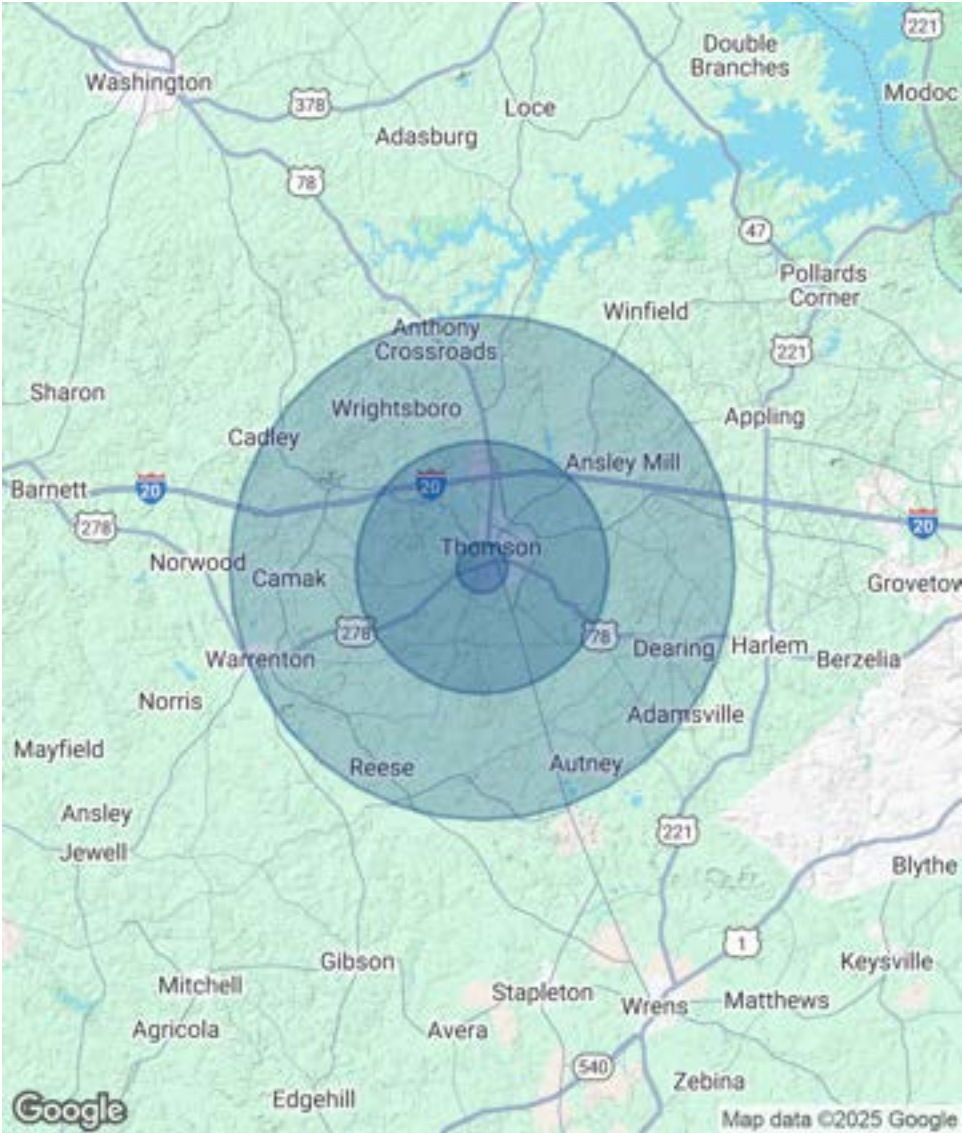 221
Double
Branches
Washington
Modoc
378
Loce
Adasburg
78
47
Pollards
Corner
Winfield
Anthony
Crossroads
221
Sharon
Wrightsboro
Appling
Cadley
Ansley Mill
Barnett
20
20
20
278
Thomson
Norwood
Camak
Grovetow
278
78
Dearing
Harlem
Warrenton
Berzelia
Norris
Adamsville
Mayfield
Reese
Autney
Ansley
221
Jewell
Blythe
1
Gibson
Keysville
Mitchell
Stapleton
Wrens
Matthews
Agricola
Avera
540
Zebina
Edgehill
Google
Map data ©2025 Google